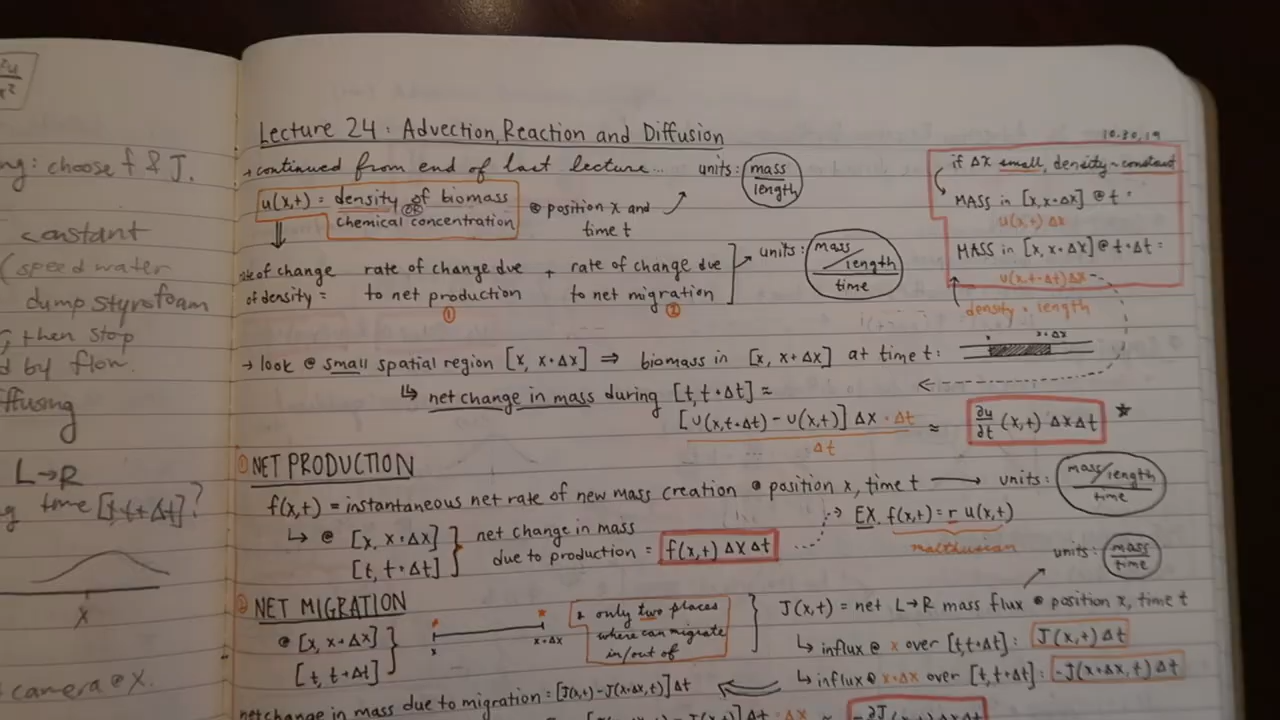 ∂u
x²
ng: choose f & J.
constant
(speed water
dump styrofoam
, then stop
d by flow.
ffusing
L→R
g time [t,t+Δt]?
x
camera @ x.
Lecture 24: Advection, Reaction and Diffusion
10.30.19
→ continued from end of last lecture... units: mass/length
u(x,t) = density of biomass
OR
chemical concentration
@ position x and
time t
if Δx small, density ~ constant
MASS in [x, x+Δx] @ t =
u(x,t) Δx
MASS in [x, x+Δx] @ t+Δt =
u(x,t+Δt)Δx
density · length
rate of change of density = rate of change due to net production ① + rate of change due to net migration ②
units: mass/length / time
→ look @ small spatial region [x, x+Δx] ⇒ biomass in [x, x+Δx] at time t:
x x+Δx
↳ net change in mass during [t, t+Δt] ≈
[u(x,t+Δt) - u(x,t)] Δx · Δt / Δt ≈ ∂u/∂t (x,t) ΔxΔt ★
① NET PRODUCTION
f(x,t) = instantaneous net rate of new mass creation @ position x, time t → units: mass/length / time
↳ @ [x, x+Δx]
[t, t+Δt]
net change in mass
due to production = f(x,t) ΔxΔt
EX. f(x,t) = r u(x,t)
malthusian
units: mass/time
② NET MIGRATION
@ [x, x+Δx]
[t, t+Δt]
x x+Δx
* only two places
where can migrate
in/out of
J(x,t) = net L→R mass flux @ position x, time t
↳ influx @ x over [t,t+Δt]: J(x,t)Δt
↳ influx @ x+Δx over [t,t+Δt]: -J(x+Δx,t)Δt
net change in mass due to migration = [J(x,t) - J(x+Δx,t)]Δt